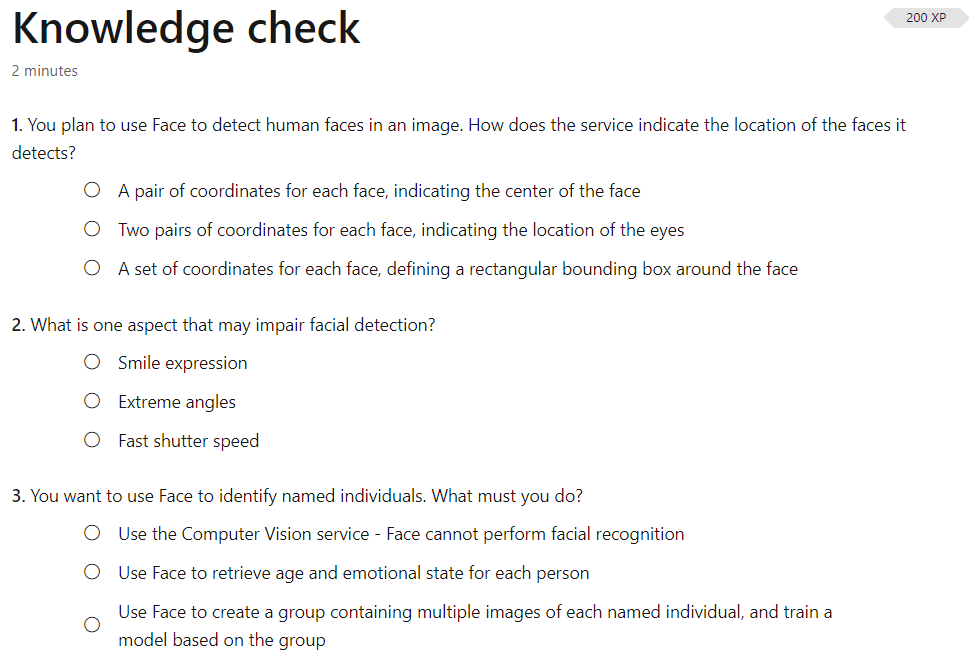 Knowledge check
200 XP
2 minutes
1. You plan to use Face to detect human faces in an image. How does the service indicate the location of the faces it
detects?
A pair of coordinates for each face, indicating the center of the face
Two pairs of coordinates for each face, indicating the location of the eyes
A set of coordinates for each face, defining a rectangular bounding box around the face
2. What is one aspect that may impair facial detection?
Smile expression
Extreme angles
Fast shutter speed
3. You want to use Face to identify named individuals. What must you do?
Use the Computer Vision service - Face cannot perform facial recognition
Use Face to retrieve age and emotional state for each person
Use Face to create a group containing multiple images of each named individual, and train a
model based on the group